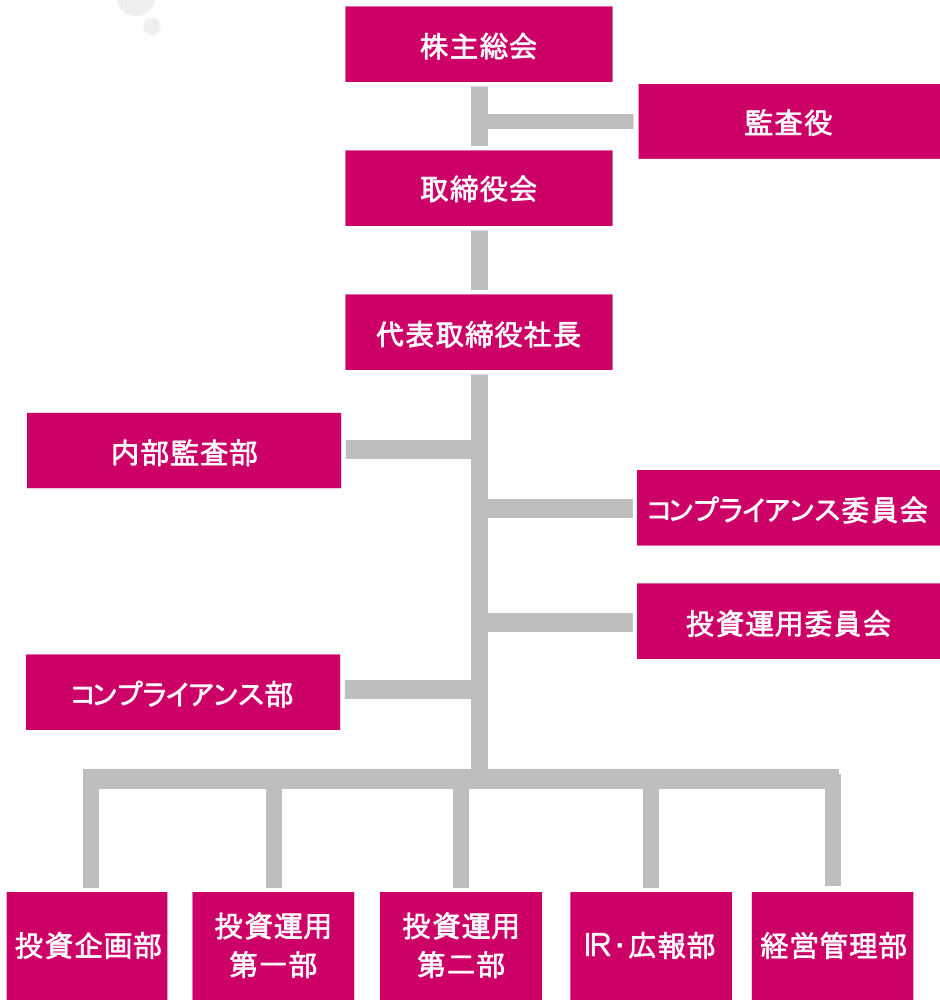 株主総会
監査役
取締役会
代表取締役社長
内部監査部
コンプライアンス委員会
投資運用委員会
コンプライアンス部
投資企画部
投資運用
第一部
投資運用
第二部
IR・広報部
経営管理部